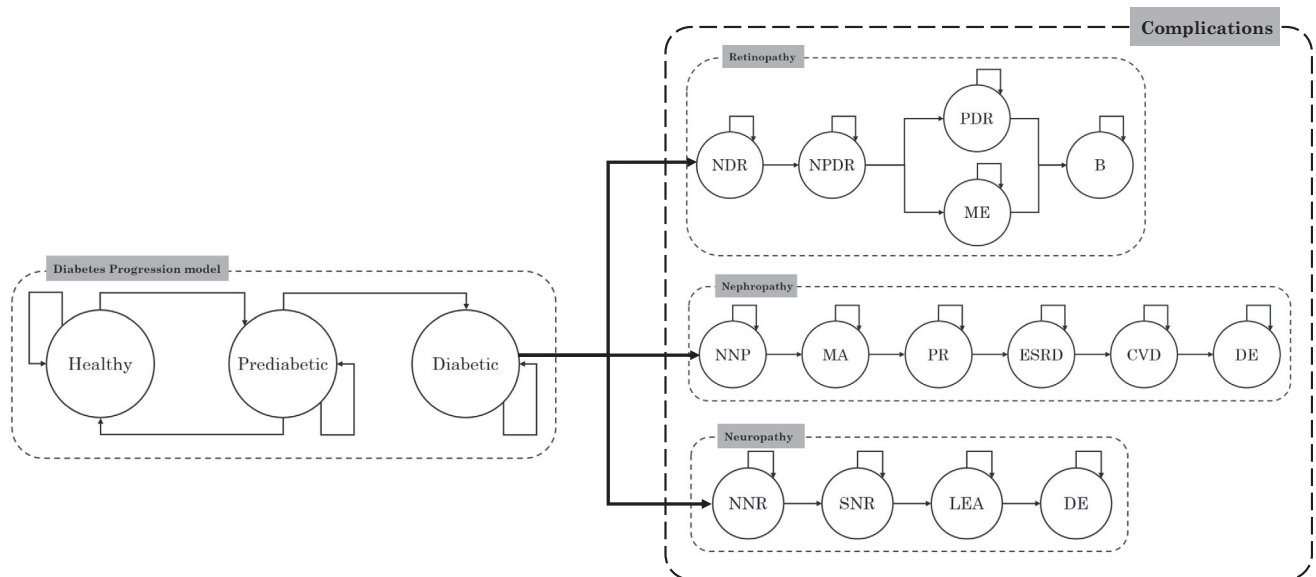 Complications
Retinopathy
PDR
NDR
NPDR
B
ME
Diabetes Progression model
Healthy
Prediabetic
Diabetic
Nephropathy
NNP
MA
PR
ESRD
CVD
DE
Neuropathy
NNR
SNR
LEA
DE